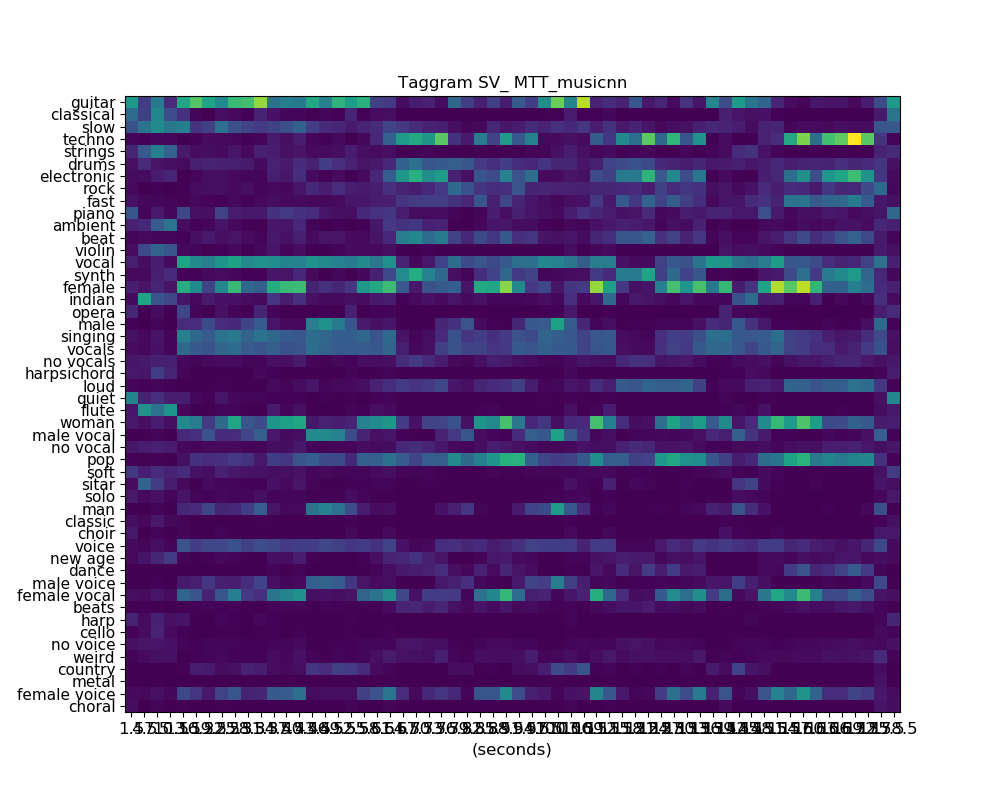 Taggram SV_ MTT_musicnn
guitar
classical
slow
techno
strings
drums
electronic
rock
fast
piano
ambient
beat
violin
vocal
synth
female
indian
opera
male
singing
vocals
no vocals
harpsichord
loud
quiet
flute
woman
male vocal
no vocal
pop
soft
sitar
solo
man
classic
choir
voice
new age
dance
male voice
female vocal
beats
harp
cello
no voice
weird
country
metal
female voice
choral
(seconds)